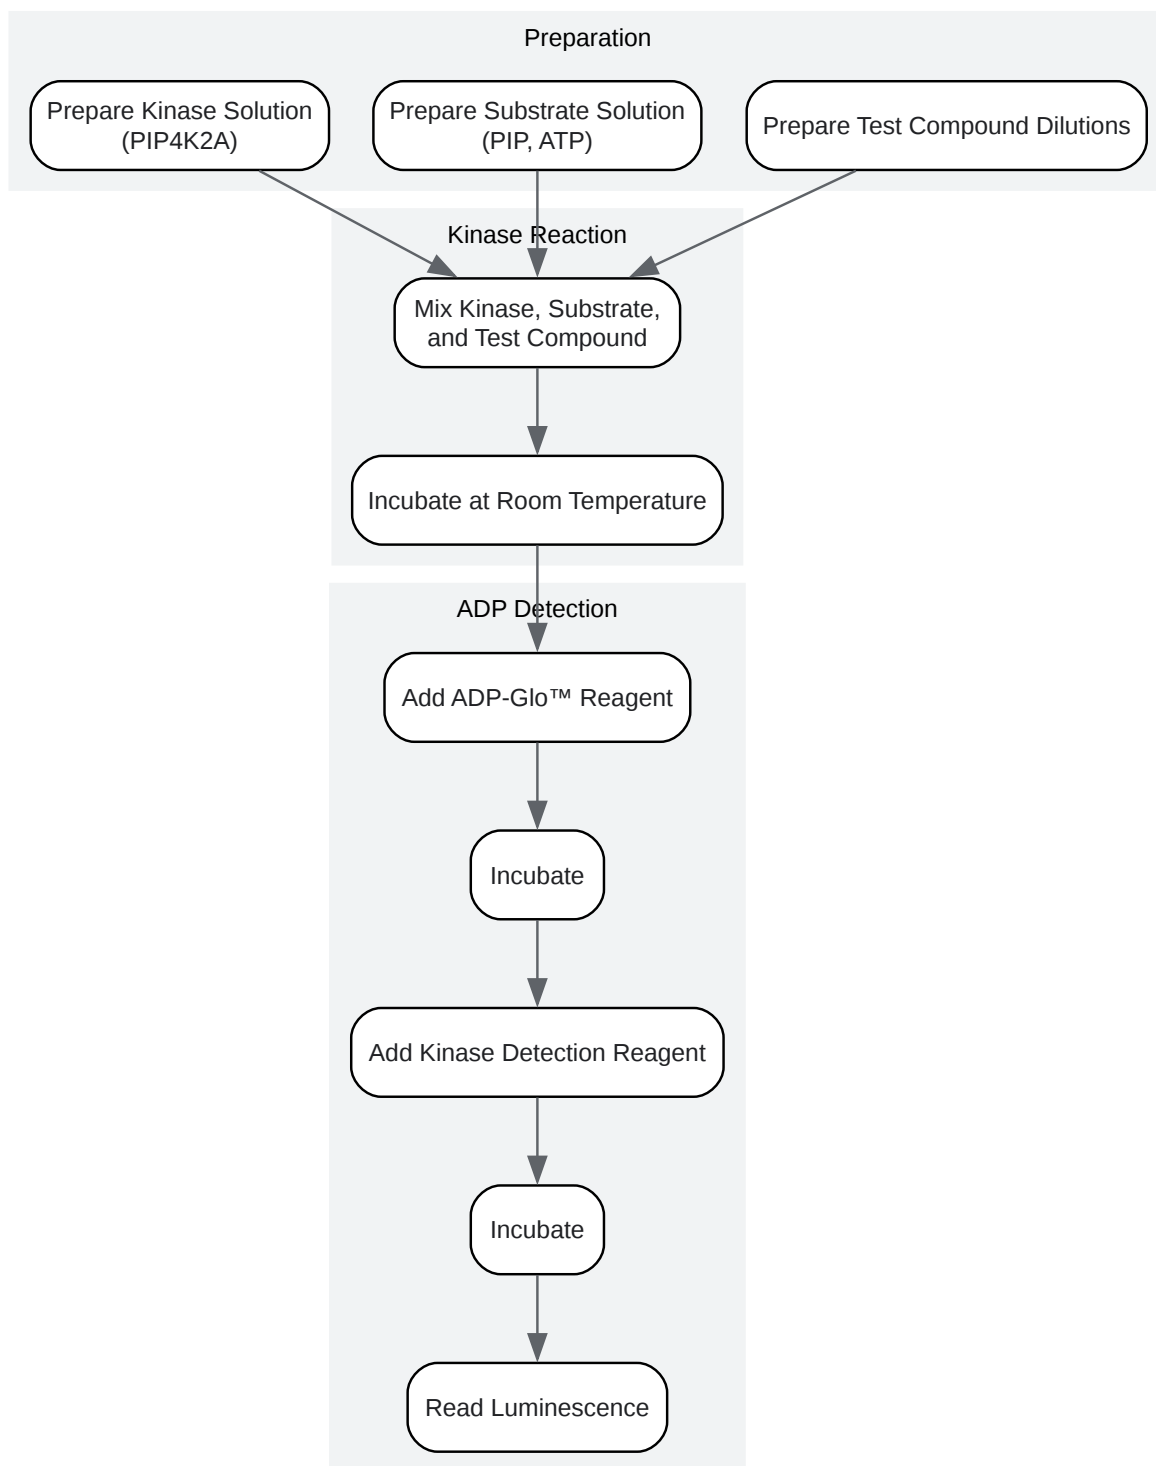 Preparation
Prepare Kinase Solution
(PIP4K2A)
Prepare Substrate Solution
(PIP, ATP)
Prepare Test Compound Dilutions
Kinase Reaction
Mix Kinase, Substrate,
and Test Compound
Incubate at Room Temperature
ADP Detection
Add ADP-Glo™ Reagent
Incubate
Add Kinase Detection Reagent
Incubate
Read Luminescence